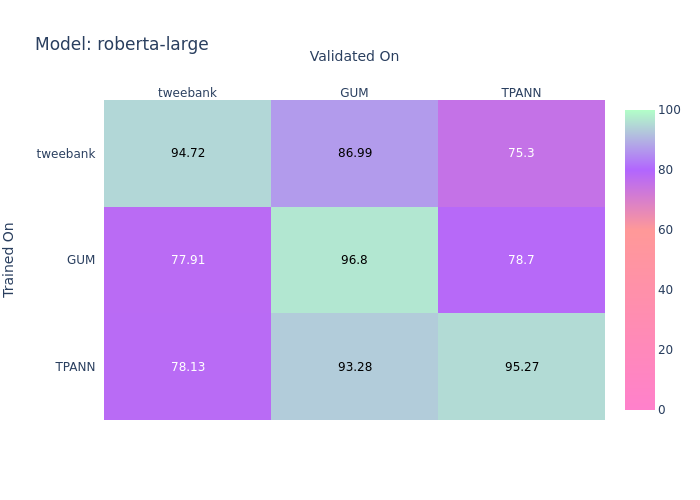 Model: roberta-large
Validated On
tweebank GUM TPANN
tweebank 94.72 86.99 75.3
GUM 77.91 96.8 78.7
TPANN 78.13 93.28 95.27
Trained On
100
80
60
40
20
0